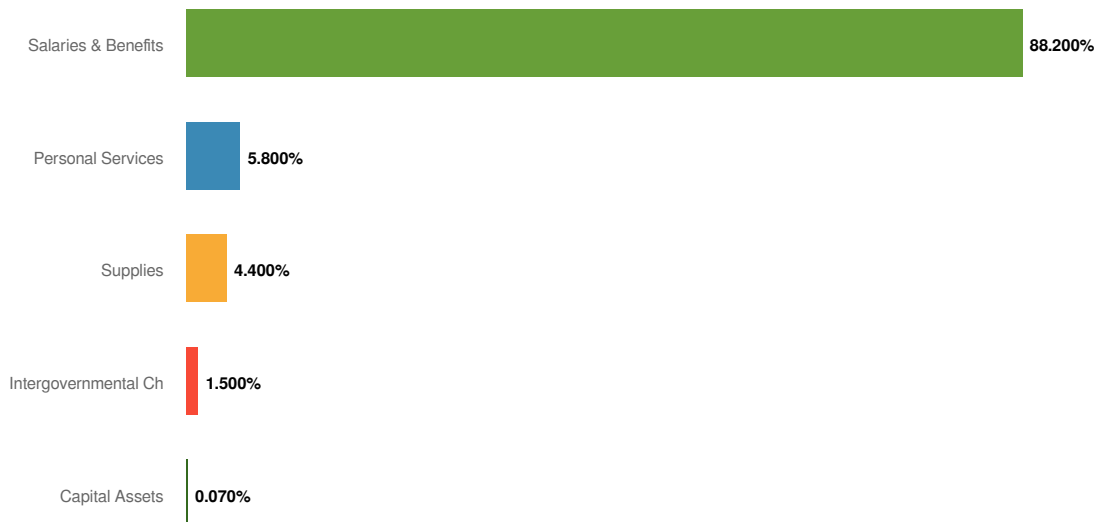 Salaries & Benefits 88.200%
Personal Services 5.800%
Supplies 4.400%
Intergovernmental Ch 1.500%
Capital Assets 0.070%